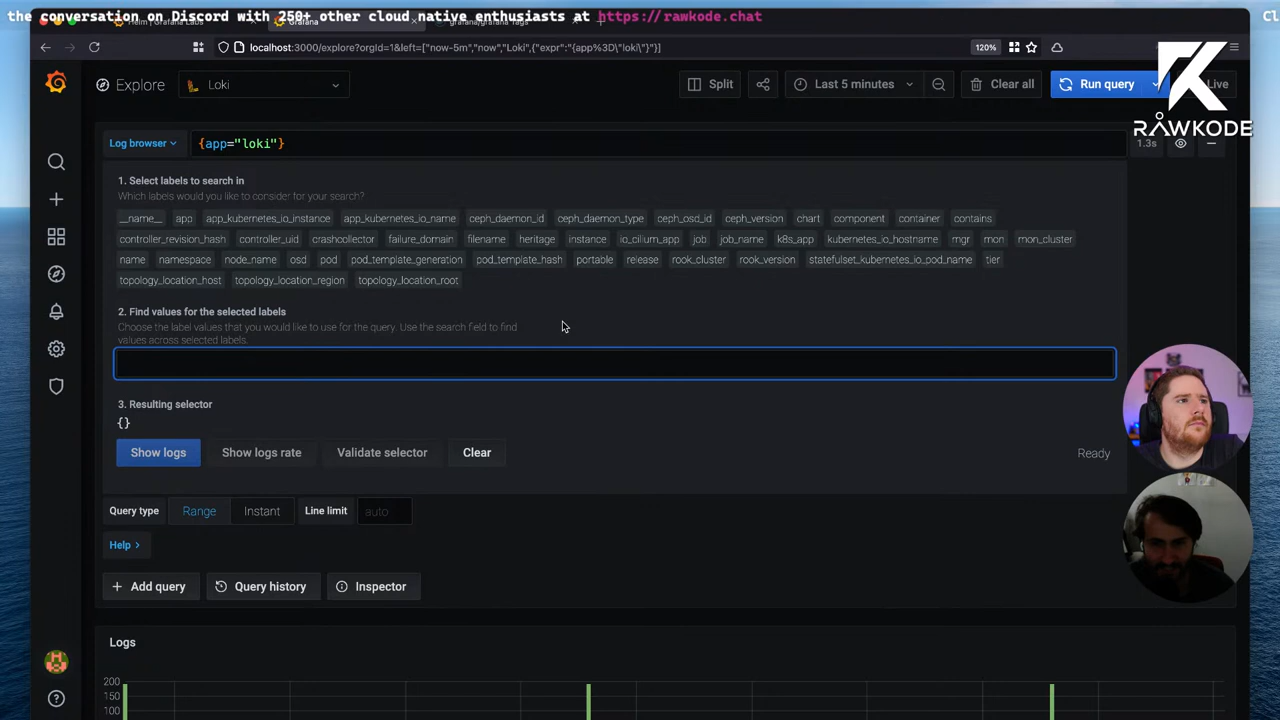 the conversation on Discord with 250+ other cloud native enthusiasts at https://rawkode.chat Cl
Helm | Grafana Labs Grafana grafana/grafana Tags
localhost:3000/explore?orgId=1&left=["now-5m","now","Loki",{"expr":"{app%3D\"loki\"}"}] 120%
Explore Loki Split Last 5 minutes Clear all Run query Live
RAWKODE
Log browser {app="loki"} 1.3s
1. Select labels to search in
Which labels would you like to consider for your search?
__name__ app app_kubernetes_io_instance app_kubernetes_io_name ceph_daemon_id ceph_daemon_type ceph_osd_id ceph_version chart component container contains
controller_revision_hash controller_uid crashcollector failure_domain filename heritage instance io_cilium_app job job_name k8s_app kubernetes_io_hostname mgr mon mon_cluster
name namespace node_name osd pod pod_template_generation pod_template_hash portable release rook_cluster rook_version statefulset_kubernetes_io_pod_name tier
topology_location_host topology_location_region topology_location_root
2. Find values for the selected labels
Choose the label values that you would like to use for the query. Use the search field to find
values across selected labels.
3. Resulting selector
{}
Show logs Show logs rate Validate selector Clear Ready
Query type Range Instant Line limit auto
Help >
+ Add query Query history Inspector
Logs
200
150
100